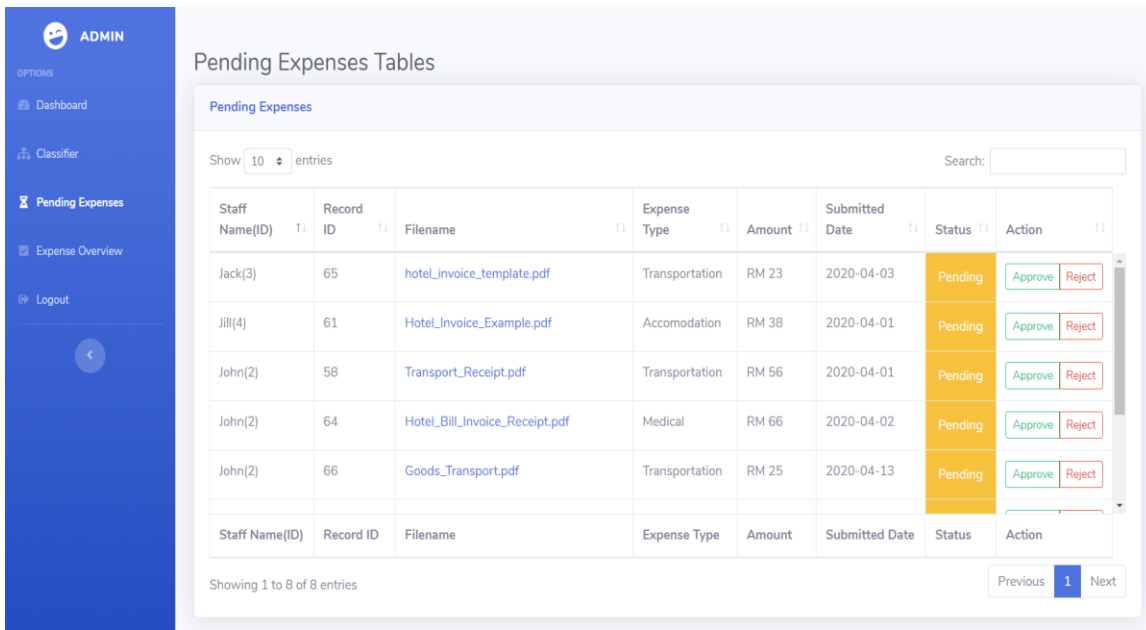 ADMIN
OPTIONS
Dashboard
Classifier
Pending Expenses
Expense Overview
Logout
Pending Expenses Tables
Pending Expenses
Show 10 entries Search:
Staff Name(ID) Record ID Filename Expense Type Amount Submitted Date Status Action
Jack(3) 65 hotel_invoice_template.pdf Transportation RM 23 2020-04-03 Pending Approve Reject
Jill(4) 61 Hotel_Invoice_Example.pdf Accomodation RM 38 2020-04-01 Pending Approve Reject
John(2) 58 Transport_Receipt.pdf Transportation RM 56 2020-04-01 Pending Approve Reject
John(2) 64 Hotel_Bill_Invoice_Receipt.pdf Medical RM 66 2020-04-02 Pending Approve Reject
John(2) 66 Goods_Transport.pdf Transportation RM 25 2020-04-13 Pending Approve Reject
Staff Name(ID) Record ID Filename Expense Type Amount Submitted Date Status Action
Showing 1 to 8 of 8 entries Previous 1 Next